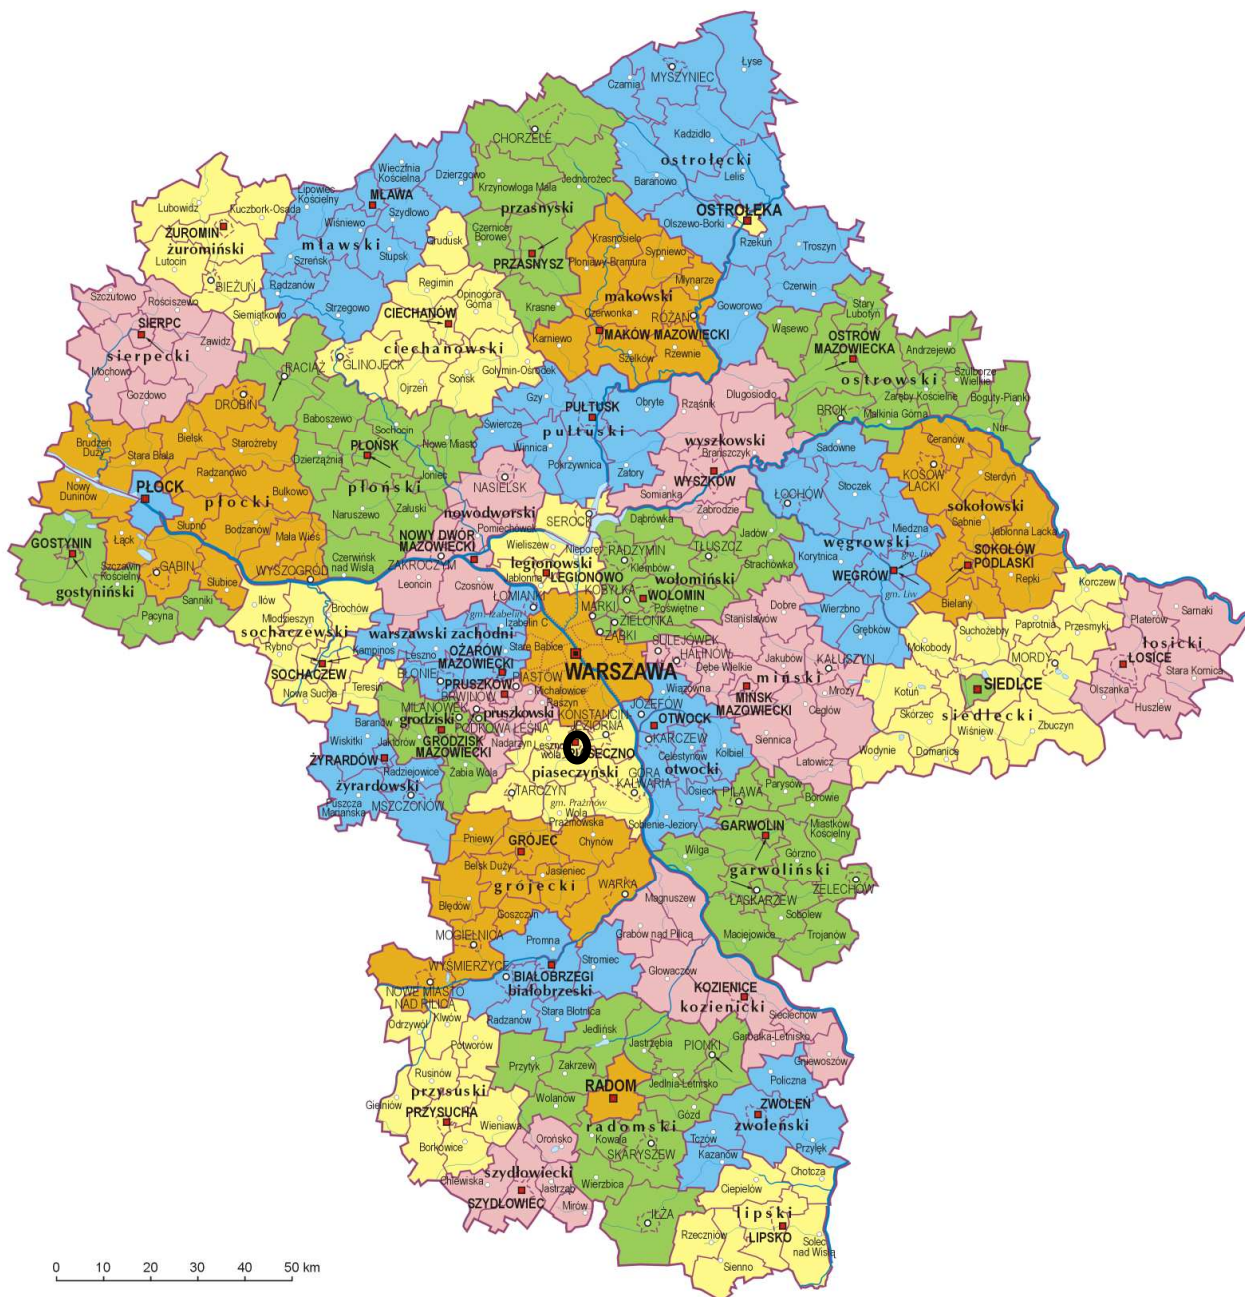 Łyse
MYSZYNIEC
Czarnia
CHORZELE
Kadzidło
ostrołęcki
Lelis
Baranowo
Wieczfnia
Kościelna
Dzierzgowo
Jednorożec
Krzynowłoga Mała
przasnyski
Lipowiec
Kościelny
MŁAWA
Szydłowo
Wiśniewo
mławski
Stupsk
Szreńsk
Radzanów
Strzegowo
Lubowidz
Kuczbork-Osada
ŻUROMIN
żuromiński
Lutocin
BIEŻUŃ
Siemiątkowo
Czernice
Borowe
PRZASNYSZ
Krasne
OSTROŁĘKA
Olszewo-Borki
Rzekuń
Troszyn
Czerwin
Goworowo
Krasnosielc
Sypniewo
Płoniawy-Bramura
Młynarze
makowski
Czerwonka
RÓŻAN
MAKÓW MAZOWIECKI
Karniewo
Szelków
Rzewnie
Grudusk
Regimin
Opinogóra
Górna
CIECHANÓW
ciechanowski
GLINOJECK
Gołymin-Ośrodek
Ojrzeń
Sońsk
Szczutowo
Rościszewo
SIERPC
Zawidz
sierpecki
Mochowo
Gozdowo
Stary
Lubotyń
Wąsewo
OSTRÓW
MAZOWIECKA
Andrzejewo
ostrowski
Szulborze
Wielkie
Zaręby Kościelne
Boguty-Pianki
BROK
Małkinia Górna
Nur
RACIĄŻ
Baboszewo
Sochocin
Nowe Miasto
PŁOŃSK
Dzierzążnia
Joniec
płoński
Naruszewo
Załuski
Czerwińsk
nad Wisłą
DROBIN
Brudzeń
Duży
Bielsk
Staroźreby
Stara Biała
Radzanowo
PŁOCK
płocki
Bulkowo
Nowy
Duninów
Słupno
Bodzanów
Mała Wieś
Łąck
GĄBIN
WYSZOGRÓD
Słubice
GOSTYNIN
Szczawin
Kościelny
gostyniński
Sanniki
Pacyna
Gzy
PUŁTUSK
Obryte
pułtuski
Świercze
Winnica
Pokrzywnica
Zatory
Rząśnik
Długosiodło
wyszkowski
Brańszczyk
WYSZKÓW
Somianka
Zabrodzie
Sadowne
Stoczek
ŁOCHÓW
Miedzna
węgrowski
gm. Liw
Korytnica
WĘGRÓW
gm. Liw
Wierzbno
Grębków
Ceranów
KOSÓW
LACKI
Sterdyń
sokołowski
Sabnie
Jabłonna Lacka
SOKOŁÓW
PODLASKI
Repki
Bielany
NASIELSK
nowodworski
Pomiechówek
NOWY DWÓR
MAZOWIECKI
ZAKROCZYM
Leoncin
Czosnów
SEROCK
Wieliszew
Nieporęt
legionowski
Jabłonna
LEGIONOWO
Dąbrówka
Jadów
RADZYMIN
TŁUSZCZ
Klembów
Strachówka
wołomiński
KOBYŁKA
WOŁOMIN
MARKI
Poświętne
ZIELONKA
ZĄBKI
ŁOMIANKI
gm. Izabelin
Izabelin C
warszawski zachodni
Kampinos
Leszno
OŻARÓW
MAZOWIECKI
Stare Babice
BŁONIE
Iłów
Brochów
Młodzieszyn
sochaczewski
Rybno
SOCHACZEW
Teresin
Nowa Sucha
WARSZAWA
PIASTÓW
PRUSZKÓW
BRWINÓW
Michałowice
Raszyn
pruszkowski
Nadarzyn
MILANÓWEK
PODKOWA LEŚNA
Baranów
grodziski
Jaktorów
GRODZISK
MAZOWIECKI
Żabia Wola
Wiskitki
ŻYRARDÓW
Radziejowice
żyrardowski
Puszcza
Mariańska
MSZCZONÓW
SULEJÓWEK
HALINÓW
Stanisławów
Dobre
Dębe Wielkie
Jakubów
KAŁUSZYN
miński
MIŃSK
MAZOWIECKI
Mrozy
Cegłów
Siennica
Latowicz
Wiązowna
JÓZEFÓW
OTWOCK
KARCZEW
Celestynów
Kołbiel
otwocki
Osieck
Sobienie-Jeziory
KONSTANCIN-
JEZIORNA
Lesznowola
PIASECZNO
piaseczyński
GÓRA
KALWARIA
TARCZYN
gm. Prażmów
Wola
Prażmowska
Korczew
Paprotnia
Przesmyki
Suchożebry
Mokobody
MORDY
Kotuń
SIEDLCE
Skórzec
siedlecki
Wiśniew
Zbuczyn
Wodynie
Domanice
Sarnaki
Platerów
łosicki
ŁOSICE
Stara Kornica
Olszanka
Huszlew
PILAWA
Parysów
Borowie
GARWOLIN
Miastków
Kościelny
Wilga
Górzno
garwoliński
ŻELECHÓW
ŁASKARZEW
Sobolew
Maciejowice
Trojanów
Pniewy
GRÓJEC
Chynów
Belsk Duży
Jasieniec
grójecki
WARKA
Błędów
Goszczyn
MOGIELNICA
NOWE MIASTO
NAD PILICĄ
Promna
WYŚMIERZYCE
Stromiec
BIAŁOBRZEGI
białobrzeski
Radzanów
Stara Błotnica
Magnuszew
Grabów nad Pilicą
Głowaczów
KOZIENICE
kozienicki
Sieciechów
Garbatka-Letnisko
Gniewoszów
Klwów
Odrzywół
Potworów
Rusinów
przysuski
Gielniów
PRZYSUCHA
Wieniawa
Borkowice
Jedlińsk
Jastrzębia
PIONKI
Przytyk
Zakrzew
Jedlnia-Letnisko
RADOM
Wolanów
Gózd
radomski
Kowala
SKARYSZEW
Wierzbica
IŁŻA
Policzna
ZWOLEŃ
zwoleński
Tczów
Przyłęk
Kazanów
Orońsko
szydłowiecki
Chlewiska
Jastrząb
SZYDŁOWIEC
Mirów
Chotcza
Ciepielów
lipski
Rzeczniów
LIPSKO
Solec
nad Wisłą
Sienno
0 10 20 30 40 50 km